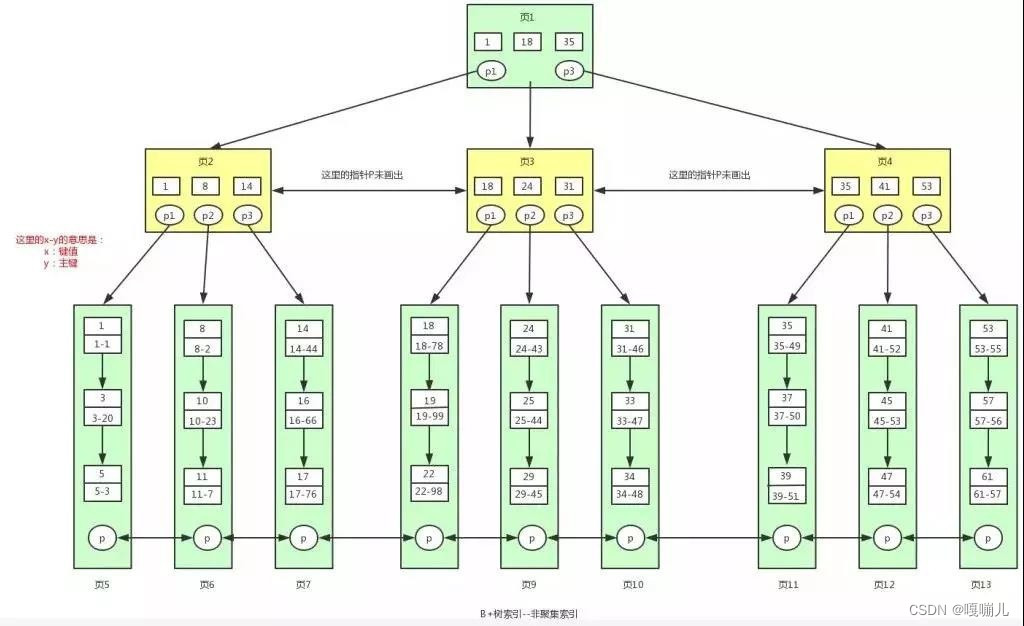 页1
1 18 35
p1 p3
页2 页3 页4
这里的指针P未画出 这里的指针P未画出
1 8 14 18 24 31 35 41 53
p1 p2 p3 p1 p2 p3 p1 p2 p3
这里的x-y的意思是：
x：键值
y：主键
1 8 14 18 24 31 35 41 53
1-1 8-2 14-44 18-78 24-43 31-46 35-49 41-52 53-55
3 10 16 19 25 33 37 45 57
3-20 10-23 16-66 19-99 25-44 33-47 37-50 45-53 57-56
5 11 17 22 29 34 39 47 61
5-3 11-7 17-76 22-98 29-45 34-48 39-51 47-54 61-57
p p p p p p p p p
页5 页6 页7 页9 页10 页11 页12 页13
B+树索引--非聚集索引
CSDN @嘎嘣儿